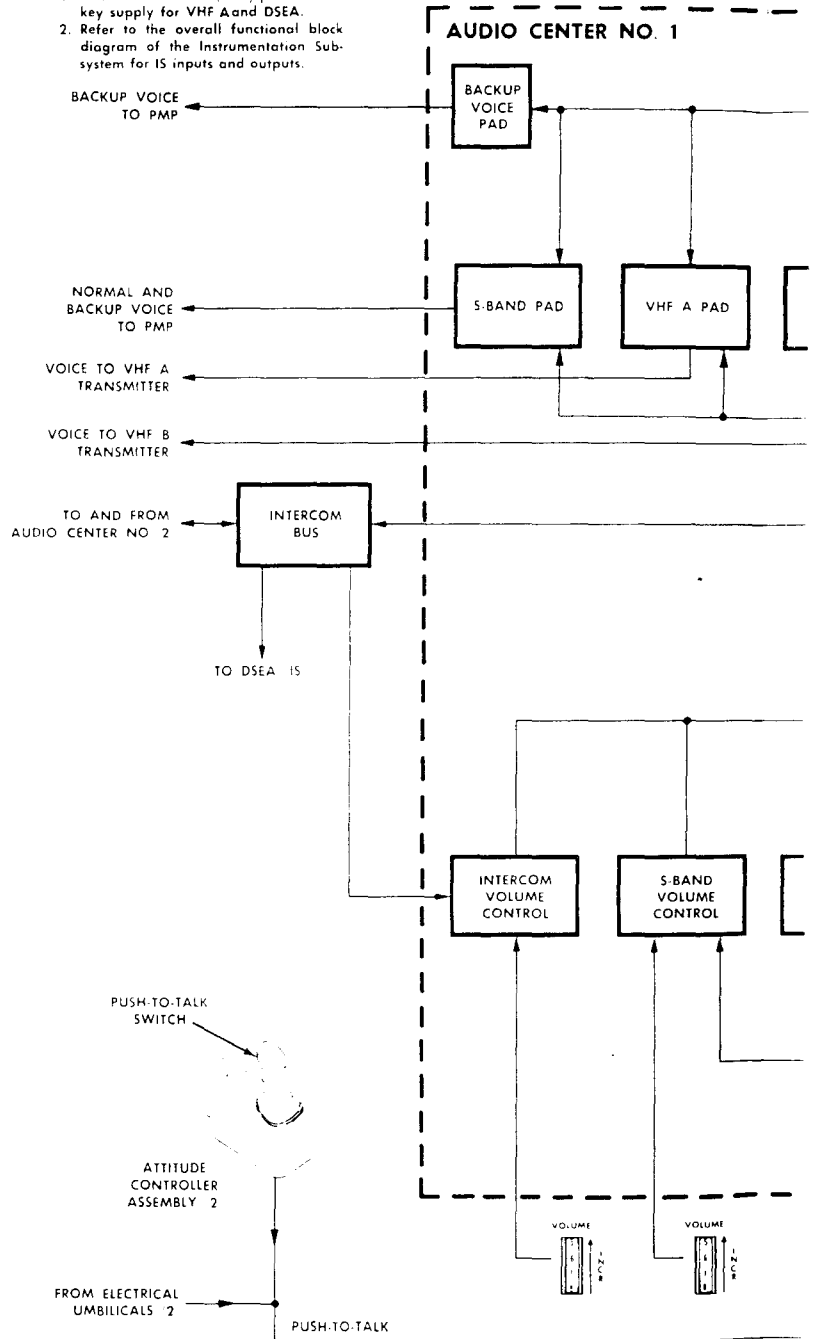 key supply for VHF A and DSEA.
2. Refer to the overall functional block
diagram of the Instrumentation Sub-
system for IS inputs and outputs.
AUDIO CENTER NO. 1
BACKUP VOICE
TO PMP
BACKUP
VOICE
PAD
NORMAL AND
BACKUP VOICE
TO PMP
S-BAND PAD
VHF A PAD
VOICE TO VHF A
TRANSMITTER
VOICE TO VHF B
TRANSMITTER
TO AND FROM
AUDIO CENTER NO 2
INTERCOM
BUS
TO DSEA IS
INTERCOM
VOLUME
CONTROL
S-BAND
VOLUME
CONTROL
PUSH-TO-TALK
SWITCH
ATTITUDE
CONTROLLER
ASSEMBLY 2
VOLUME
INCR
VOLUME
INCR
FROM ELECTRICAL
UMBILICALS 2
PUSH-TO-TALK